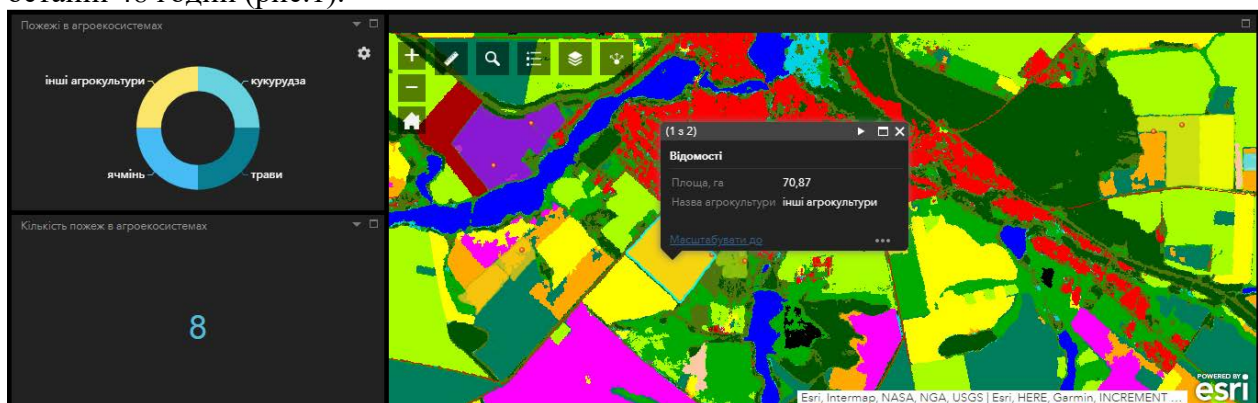 останні 48 годин (рис.1).
Пожежі в агроекосистемах
інші агрокультури
кукурудза
ячмінь
трави
Кількість пожеж в агроекосистемах
8
(1 з 2)
Відомості
Площа, га 70,87
Назва агрокультури інші агрокультури
Масштабувати до
Esri, Intermap, NASA, NGA, USGS | Esri, HERE, Garmin, INCREMENT ...
POWERED BY
esri